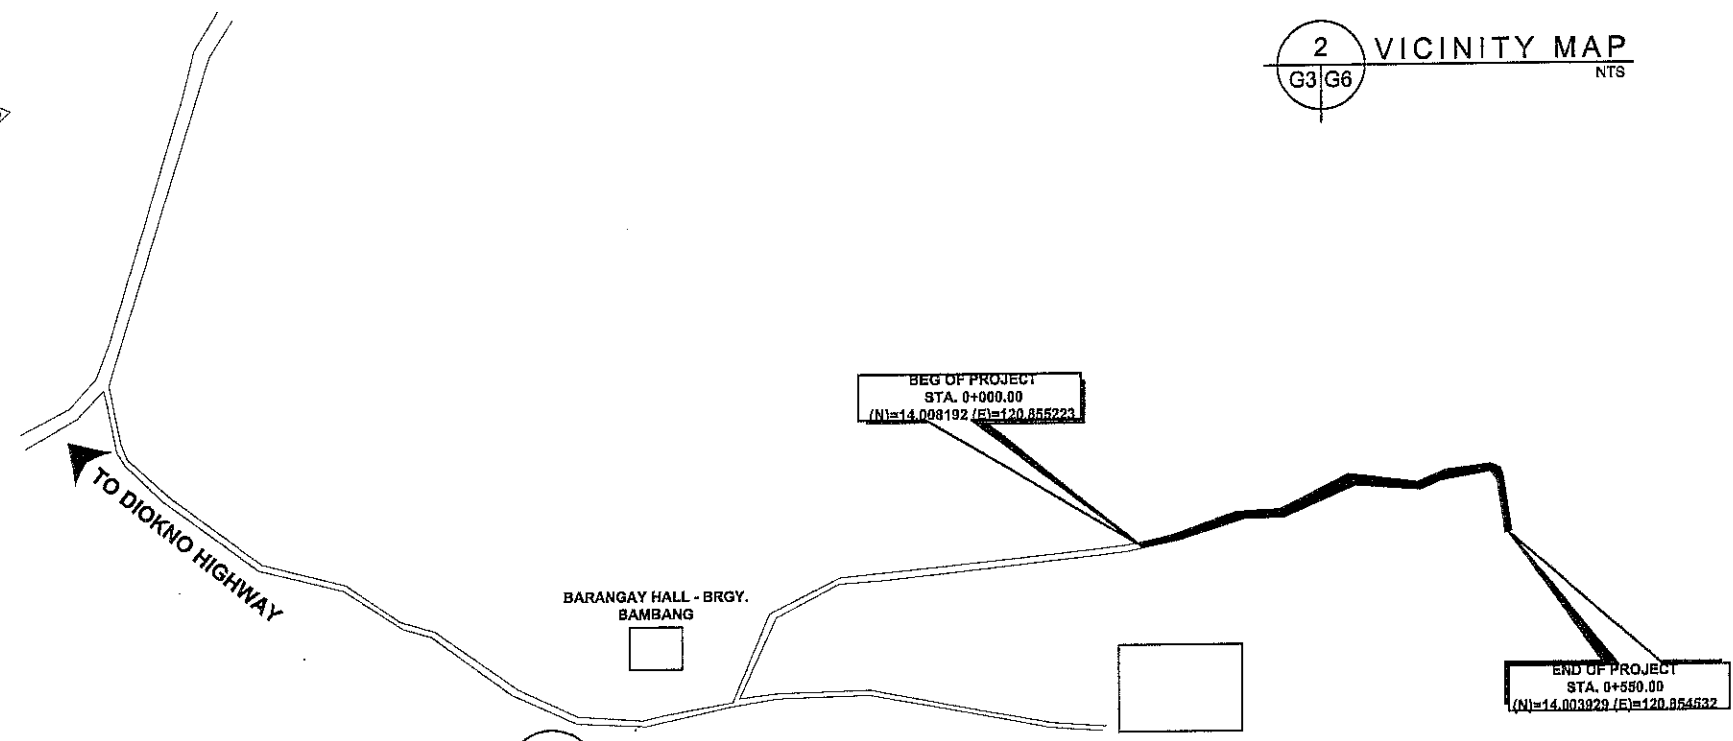 2
VICINITY MAP
G3 G6
NTS
BEG OF PROJECT
STA. 0+000.00
(N)=14.008192 (E)=120.855223
TO DIOKNO HIGHWAY
BARANGAY HALL - BRGY.
BAMBANG
END OF PROJECT
STA. 0+550.00
(N)=14.003929 (E)=120.854532